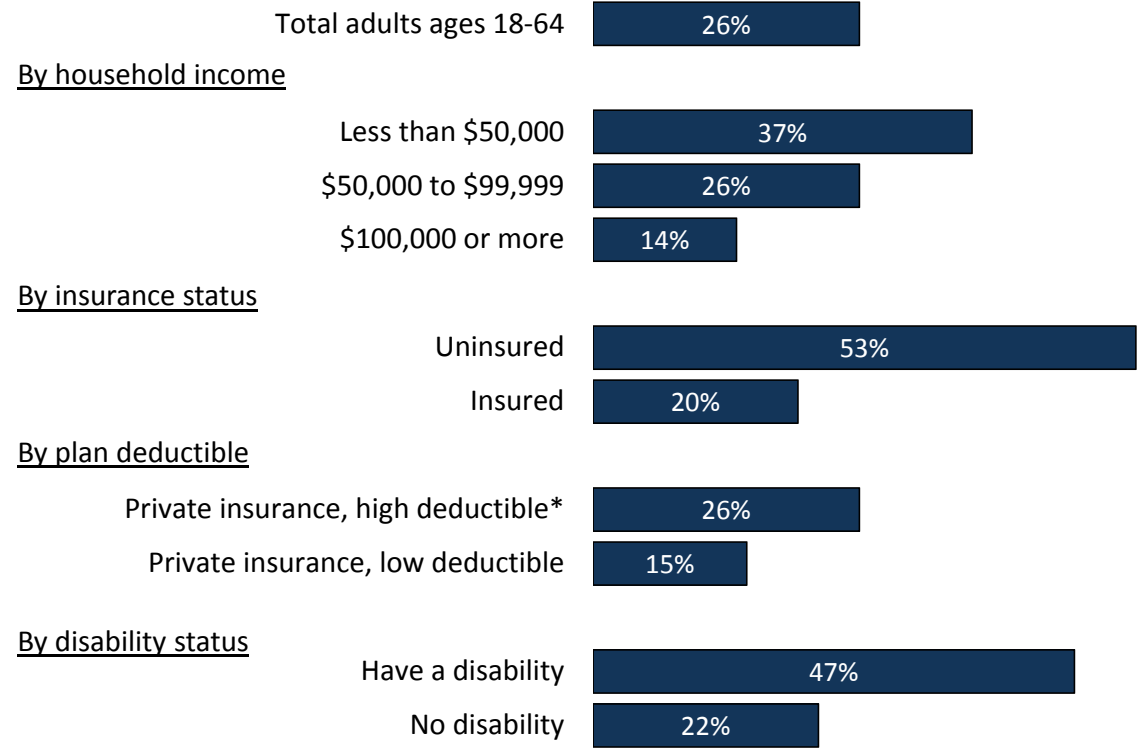 Total adults ages 18-64 26%
By household income
Less than $50,000 37%
$50,000 to $99,999 26%
$100,000 or more 14%
By insurance status
Uninsured 53%
Insured 20%
By plan deductible
Private insurance, high deductible* 26%
Private insurance, low deductible 15%
By disability status
Have a disability 47%
No disability 22%